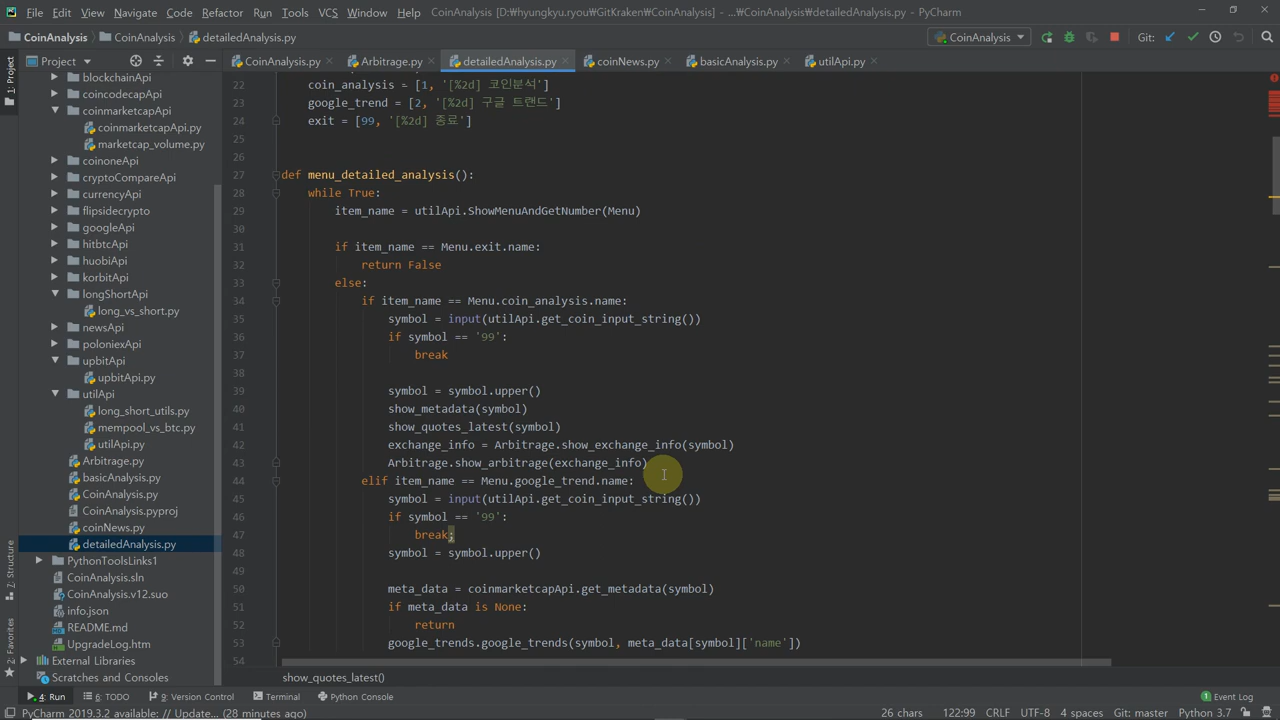 File Edit View Navigate Code Refactor Run Tools VCS Window Help CoinAnalysis [D:₩hyungkyu.ryou₩GitKraken₩CoinAnalysis] - ...₩CoinAnalysis₩detailedAnalysis.py - PyCharm
CoinAnalysis CoinAnalysis detailedAnalysis.py CoinAnalysis Git:
Project CoinAnalysis.py Arbitrage.py detailedAnalysis.py coinNews.py basicAnalysis.py utilApi.py
1: Project
7: Structure
2: Favorites
blockchainApi
coincodecapApi
coinmarketcapApi
coinmarketcapApi.py
marketcap_volume.py
coinoneApi
cryptoCompareApi
currencyApi
flipsidecrypto
googleApi
hitbtcApi
huobiApi
korbitApi
longShortApi
long_vs_short.py
newsApi
poloniexApi
upbitApi
upbitApi.py
utilApi
long_short_utils.py
mempool_vs_btc.py
utilApi.py
Arbitrage.py
basicAnalysis.py
CoinAnalysis.py
CoinAnalysis.pyproj
coinNews.py
detailedAnalysis.py
PythonToolsLinks1
CoinAnalysis.sln
CoinAnalysis.v12.suo
info.json
README.md
UpgradeLog.htm
External Libraries
Scratches and Consoles
22 coin_analysis = [1, '[%2d] 코인분석']
23 google_trend = [2, '[%2d] 구글 트랜드']
24 exit = [99, '[%2d] 종료']
25
26
27 def menu_detailed_analysis():
28 while True:
29 item_name = utilApi.ShowMenuAndGetNumber(Menu)
30
31 if item_name == Menu.exit.name:
32 return False
33 else:
34 if item_name == Menu.coin_analysis.name:
35 symbol = input(utilApi.get_coin_input_string())
36 if symbol == '99':
37 break
38
39 symbol = symbol.upper()
40 show_metadata(symbol)
41 show_quotes_latest(symbol)
42 exchange_info = Arbitrage.show_exchange_info(symbol)
43 Arbitrage.show_arbitrage(exchange_info)
44 elif item_name == Menu.google_trend.name:
45 symbol = input(utilApi.get_coin_input_string())
46 if symbol == '99':
47 break;
48 symbol = symbol.upper()
49
50 meta_data = coinmarketcapApi.get_metadata(symbol)
51 if meta_data is None:
52 return
53 google_trends.google_trends(symbol, meta_data[symbol]['name'])
54
show_quotes_latest()
4: Run 6: TODO 9: Version Control Terminal Python Console Event Log
PyCharm 2019.3.2 available: // Update... (28 minutes ago) 26 chars 122:99 CRLF UTF-8 4 spaces Git: master Python 3.7